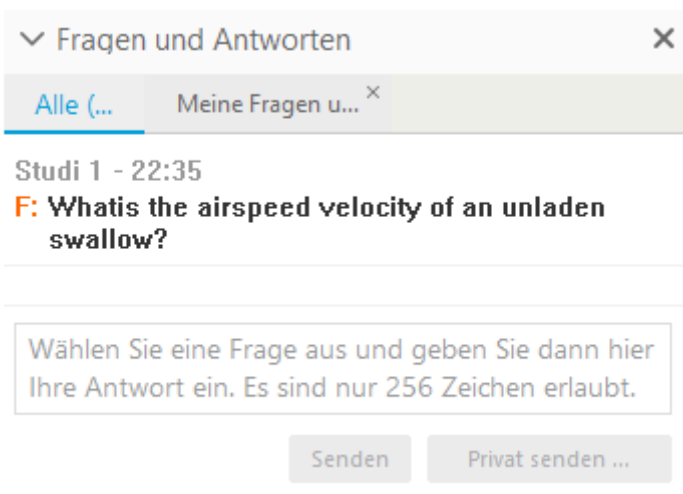 Fragen und Antworten
Alle (... Meine Fragen u...
Studi 1 - 22:35
F: Whatis the airspeed velocity of an unladen
swallow?
Wählen Sie eine Frage aus und geben Sie dann hier
Ihre Antwort ein. Es sind nur 256 Zeichen erlaubt.
Senden Privat senden ...